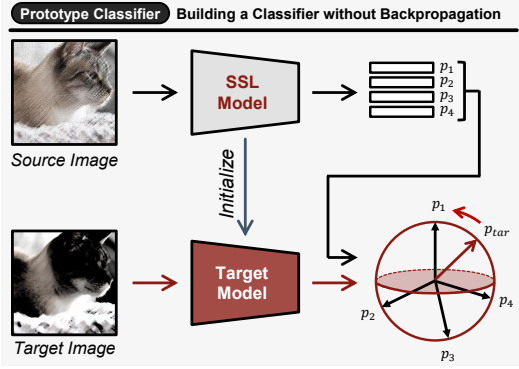 Prototype Classifier Building a Classifier without Backpropagation
SSL
Model
p₁
p₂
p₃
p₄
Source Image
Initialize
Target
Model
Target Image
p₁
pₜₐᵣ
p₂
p₄
p₃